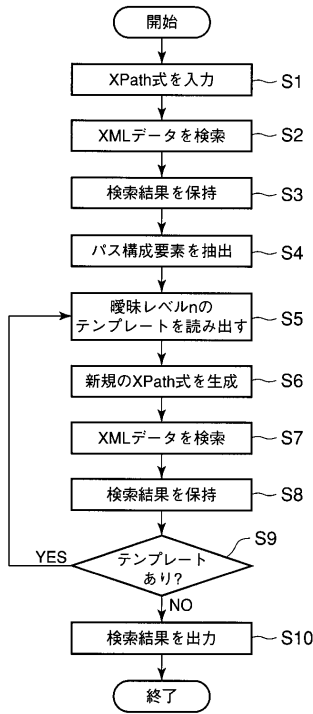 開始
XPath式を入力
S1
XMLデータを検索
S2
検索結果を保持
S3
パス構成要素を抽出
S4
曖昧レベルnの
テンプレートを読み出す
S5
新規のXPath式を生成
S6
XMLデータを検索
S7
検索結果を保持
S8
S9
テンプレート
あり?
YES
NO
検索結果を出力
S10
終了